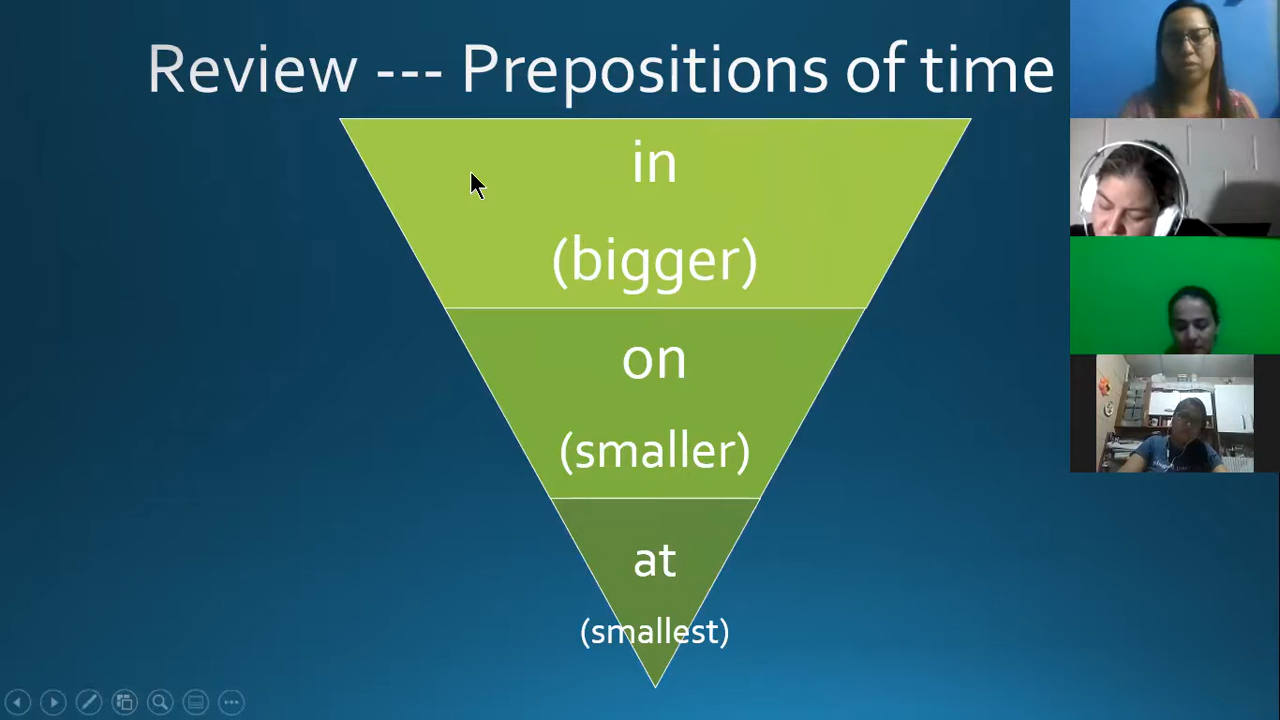 Review --- Prepositions of time
in
(bigger)
on
(smaller)
at
(smallest)